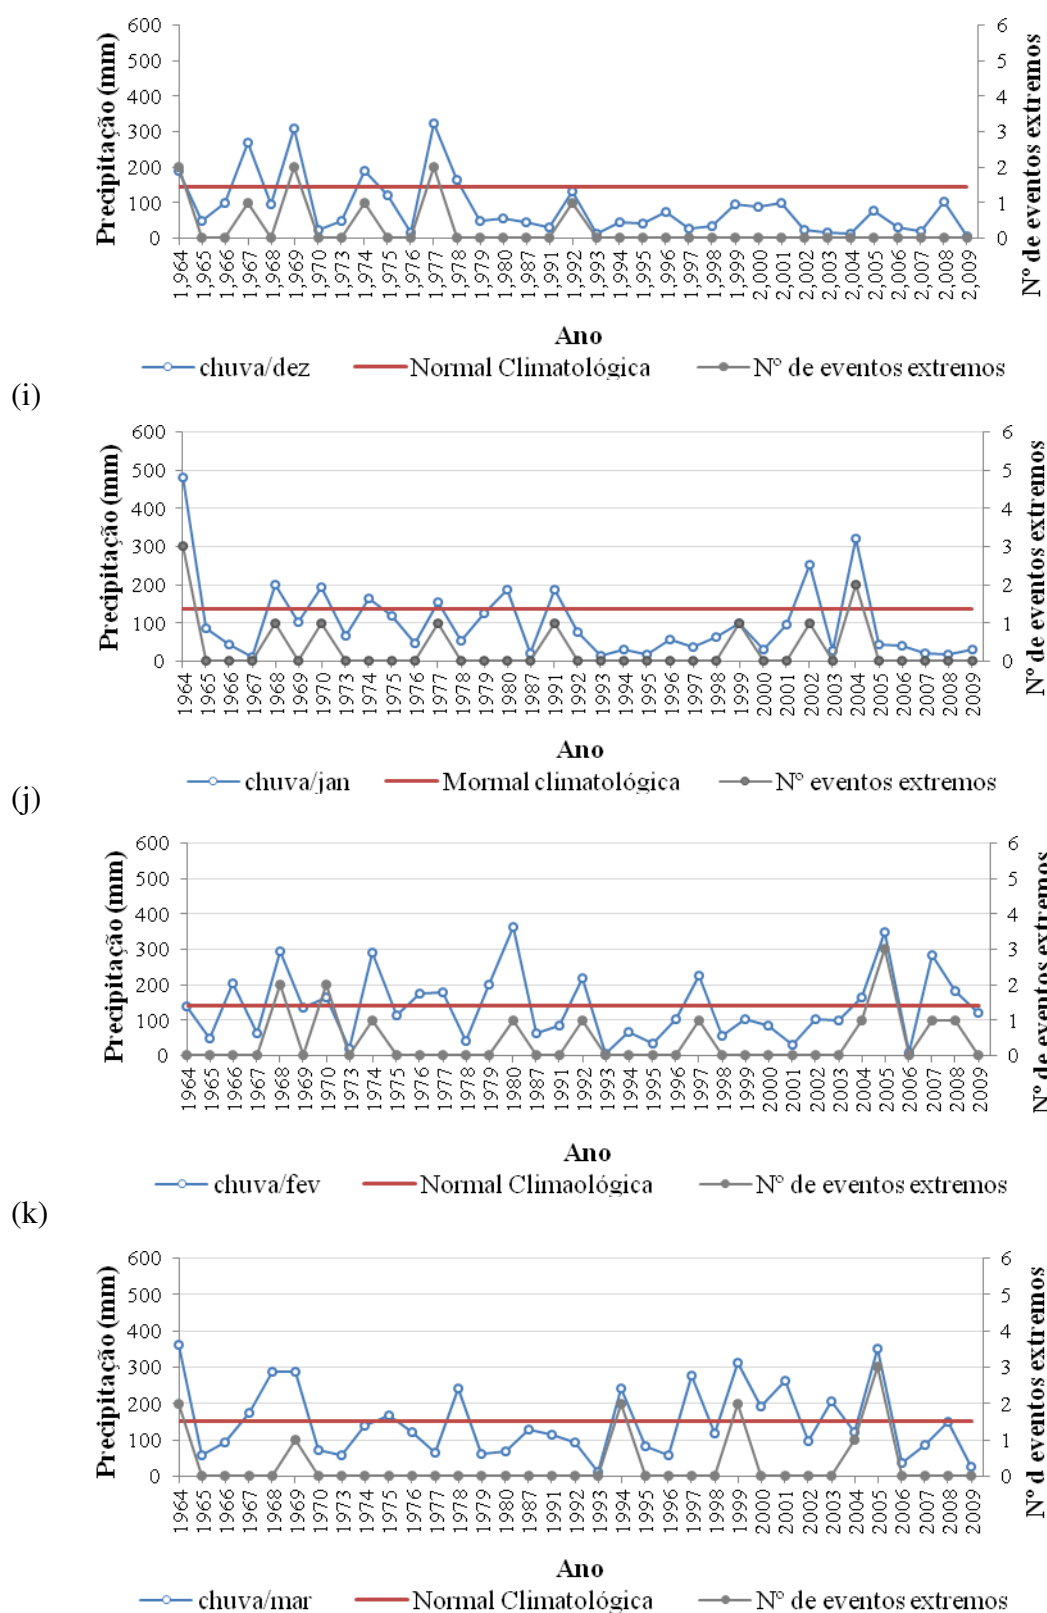 600 6
500 5
400 4
300 3
200 2
100 1
0 0
Precipitação (mm)
Nº de eventos extremos
1,964 1,965 1,966 1,967 1,968 1,969 1,970 1,973 1,974 1,975 1,976 1,977 1,978 1,979 1,980 1,987 1,991 1,992 1,993 1,994 1,995 1,996 1,997 1,998 1,999 2,000 2,001 2,002 2,003 2,004 2,005 2,006 2,007 2,008 2,009
Ano
chuva/dez Normal Climatológica Nº de eventos extremos
(i)
600 6
500 5
400 4
300 3
200 2
100 1
0 0
Precipitação (mm)
Nº de eventos extremos
1964 1965 1966 1967 1968 1969 1970 1973 1974 1975 1976 1977 1978 1979 1980 1987 1991 1992 1993 1994 1995 1996 1997 1998 1999 2000 2001 2002 2003 2004 2005 2006 2007 2008 2009
Ano
chuva/jan Mormal climatológica Nº eventos extremos
(j)
600 6
500 5
400 4
300 3
200 2
100 1
0 0
Precipitação (mm)
Nº de eventos extremos
1964 1965 1966 1967 1968 1969 1970 1973 1974 1975 1976 1977 1978 1979 1980 1987 1991 1992 1993 1994 1995 1996 1997 1998 1999 2000 2001 2002 2003 2004 2005 2006 2007 2008 2009
Ano
chuva/fev Normal Climaológica Nº de eventos extremos
(k)
600 6
500 5
400 4
300 3
200 2
100 1
0 0
Precipitação (mm)
Nº d eventos extremos
1964 1965 1966 1967 1968 1969 1970 1973 1974 1975 1976 1977 1978 1979 1980 1987 1991 1992 1993 1994 1995 1996 1997 1998 1999 2000 2001 2002 2003 2004 2005 2006 2007 2008 2009
Ano
chuva/mar Normal Climatológica Nº de eventos extremos